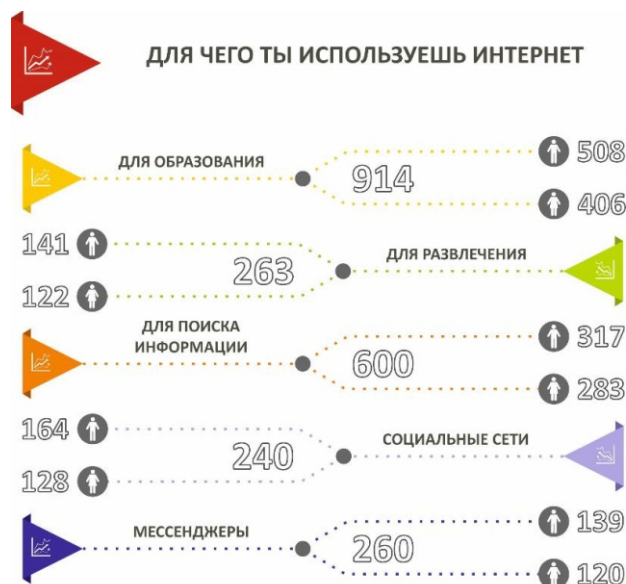 ДЛЯ ЧЕГО ТЫ ИСПОЛЬЗУЕШЬ ИНТЕРНЕТ
ДЛЯ ОБРАЗОВАНИЯ
914
508
406
141
122
263
ДЛЯ РАЗВЛЕЧЕНИЯ
ДЛЯ ПОИСКА
ИНФОРМАЦИИ
600
317
283
164
128
240
СОЦИАЛЬНЫЕ СЕТИ
МЕССЕНДЖЕРЫ
260
139
120